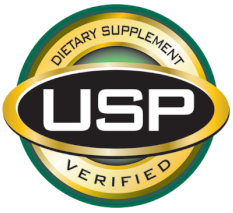 DIETARY SUPPLEMENT
USP
VERIFIED